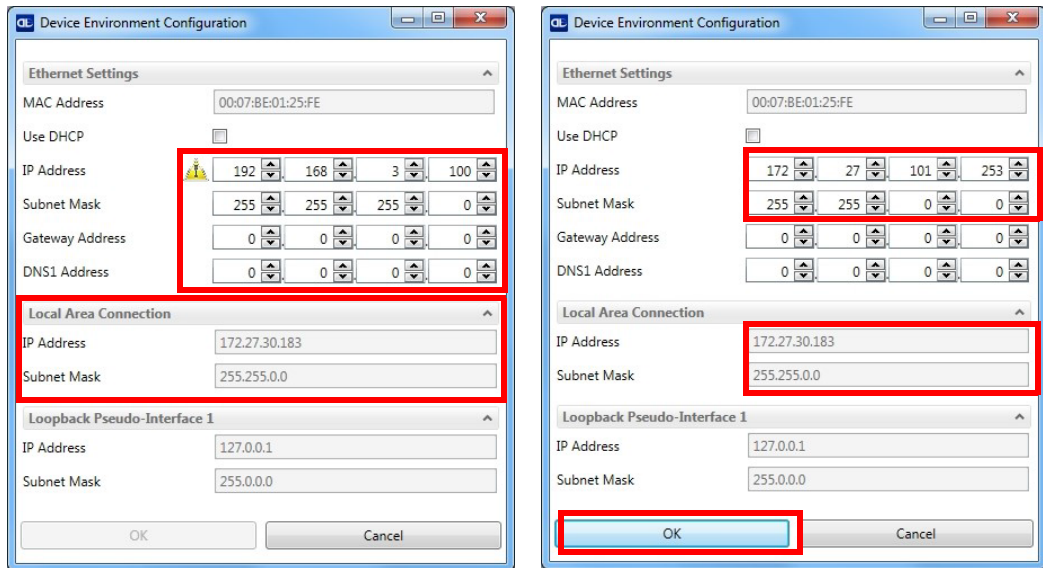 Device Environment Configuration
Ethernet Settings
MAC Address 00:07:BE:01:25:FE
Use DHCP
IP Address 192 . 168 . 3 . 100
Subnet Mask 255 . 255 . 255 . 0
Gateway Address 0 . 0 . 0 . 0
DNS1 Address 0 . 0 . 0 . 0
Local Area Connection
IP Address 172.27.30.183
Subnet Mask 255.255.0.0
Loopback Pseudo-Interface 1
IP Address 127.0.0.1
Subnet Mask 255.0.0.0
OK Cancel
Device Environment Configuration
Ethernet Settings
MAC Address 00:07:BE:01:25:FE
Use DHCP
IP Address 172 . 27 . 101 . 253
Subnet Mask 255 . 255 . 0 . 0
Gateway Address 0 . 0 . 0 . 0
DNS1 Address 0 . 0 . 0 . 0
Local Area Connection
IP Address 172.27.30.183
Subnet Mask 255.255.0.0
Loopback Pseudo-Interface 1
IP Address 127.0.0.1
Subnet Mask 255.0.0.0
OK Cancel